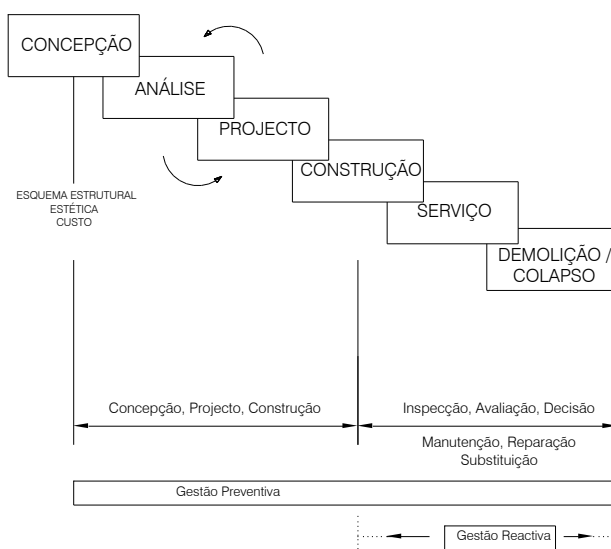 CONCEPÇÃO
ANÁLISE
PROJECTO
CONSTRUÇÃO
SERVIÇO
DEMOLIÇÃO /
COLAPSO
ESQUEMA ESTRUTURAL
ESTÉTICA
CUSTO
Concepção, Projecto, Construção
Inspecção, Avaliação, Decisão
Manutenção, Reparação
Substituição
Gestão Preventiva
Gestão Reactiva